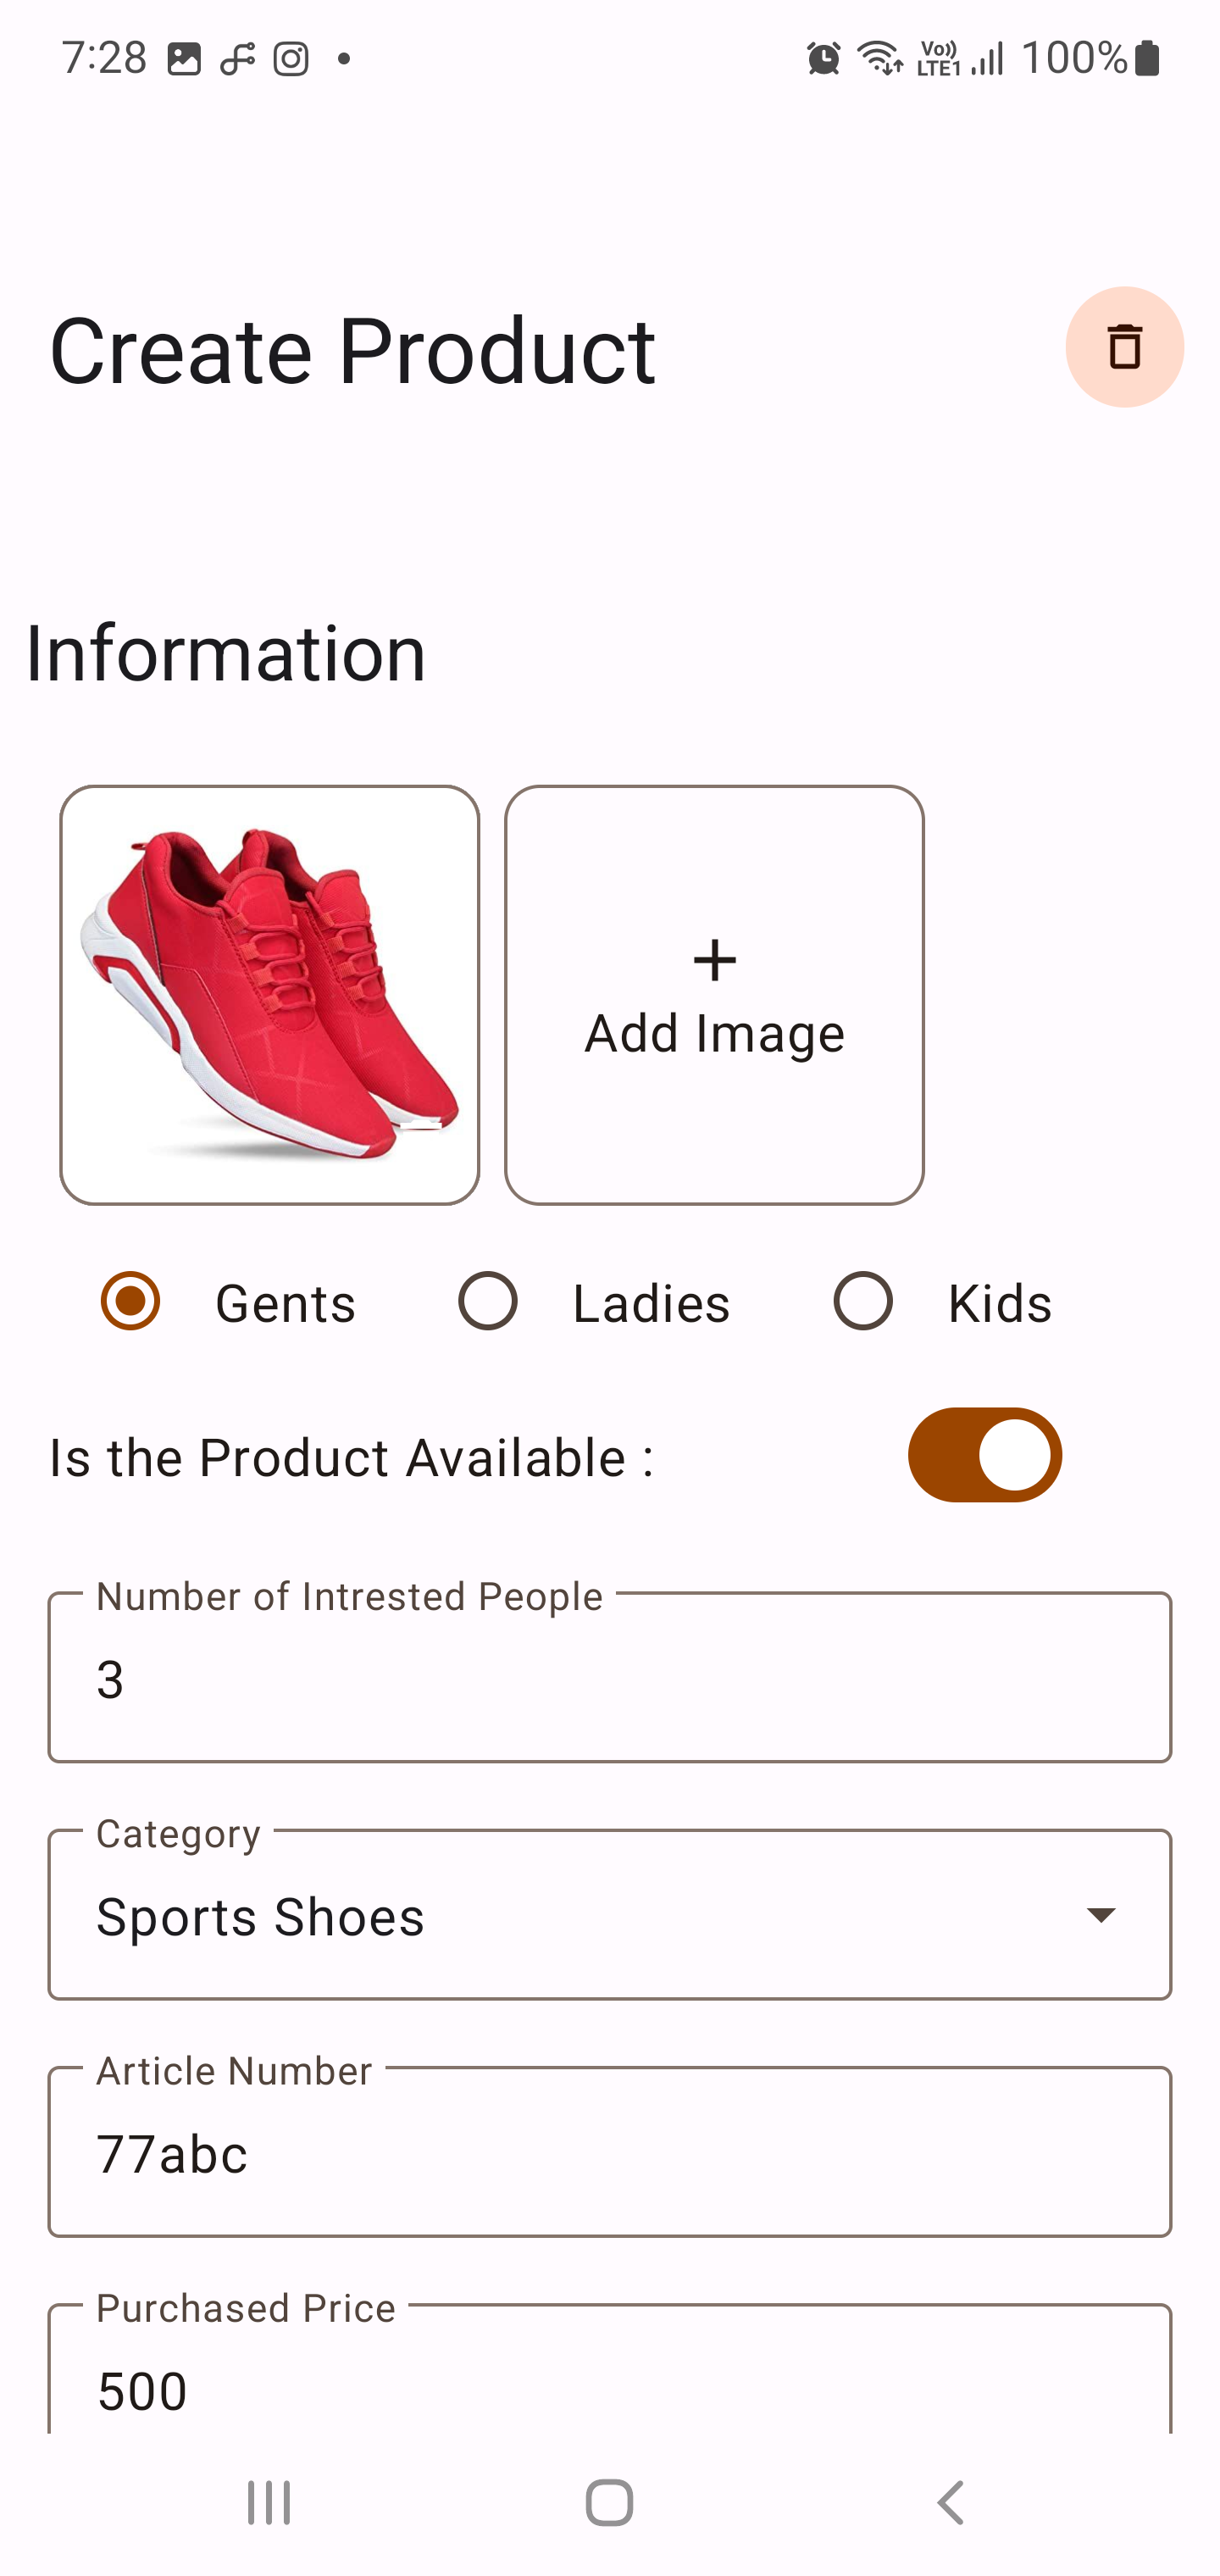 7:28 Vo)) LTE1 100%
Create Product
Information
+
Add Image
Gents Ladies Kids
Is the Product Available :
Number of Intrested People
3
Category
Sports Shoes
Article Number
77abc
Purchased Price
500